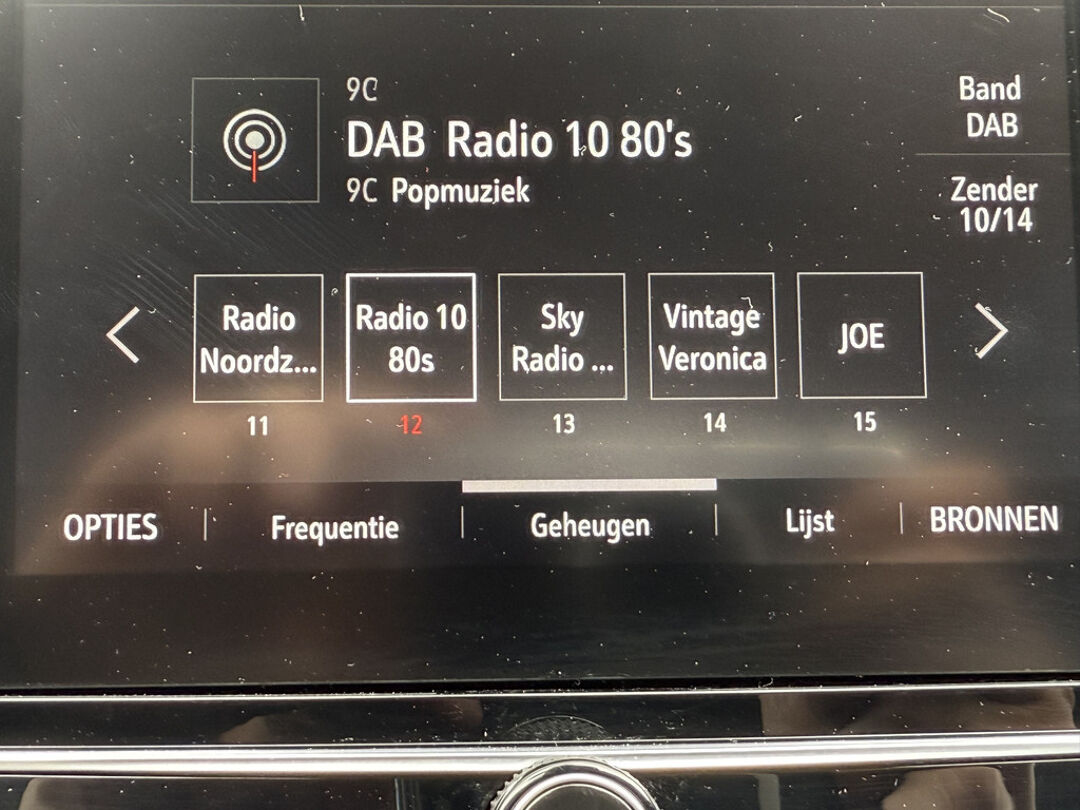 9C
DAB Radio 10 80's
9C Popmuziek
Band
DAB
Zender
10/14
Radio
Noordz...
11
Radio 10
80s
12
Sky
Radio ...
13
Vintage
Veronica
14
JOE
15
OPTIES
Frequentie
Geheugen
Lijst
BRONNEN